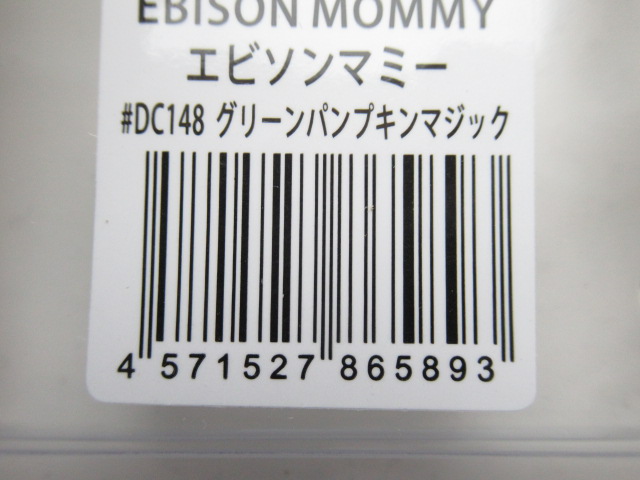 EBISON MOMMY
エビソンマミー
#DC148 グリーンパンプキンマジック
4 571527 865893